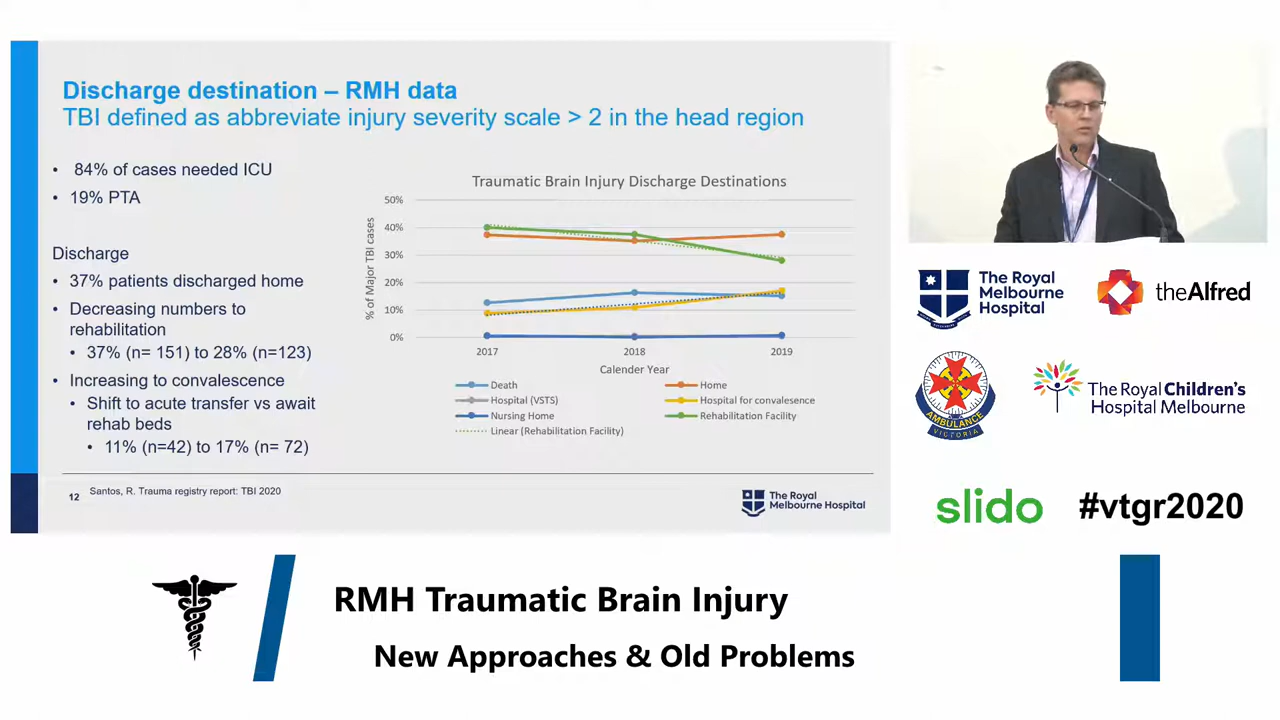 Discharge destination – RMH data
TBI defined as abbreviate injury severity scale > 2 in the head region
• 84% of cases needed ICU
• 19% PTA
Discharge
• 37% patients discharged home
• Decreasing numbers to
rehabilitation
• 37% (n= 151) to 28% (n=123)
• Increasing to convalescence
• Shift to acute transfer vs await
rehab beds
• 11% (n=42) to 17% (n= 72)
Traumatic Brain Injury Discharge Destinations
% of Major TBI cases
50%
40%
30%
20%
10%
0%
2017 2018 2019
Calender Year
Death Home
Hospital (VSTS) Hospital for convalesence
Nursing Home Rehabilitation Facility
Linear (Rehabilitation Facility)
12 Santos, R. Trauma registry report: TBI 2020
The Royal
Melbourne Hospital
The Royal
Melbourne
Hospital
theAlfred
AMBULANCE
VICTORIA
The Royal Children's
Hospital Melbourne
slido #vtgr2020
RMH Traumatic Brain Injury
New Approaches & Old Problems